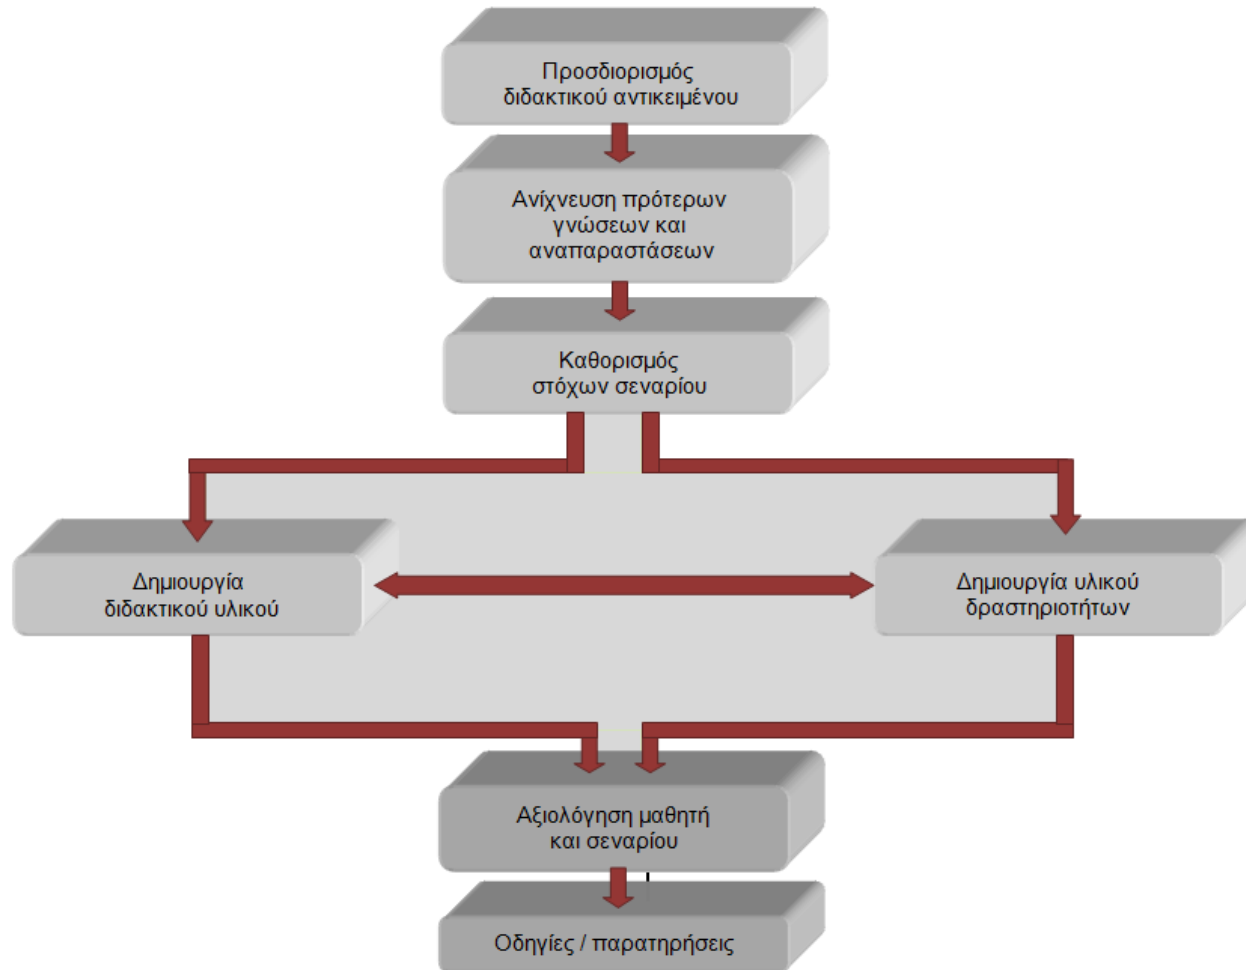 Προσδιορισμός
διδακτικού αντικειμένου
Ανίχνευση πρότερων
γνώσεων και
αναπαραστάσεων
Καθορισμός
στόχων σεναρίου
Δημιουργία
διδακτικού υλικού
Δημιουργία υλικού
δραστηριοτήτων
Αξιολόγηση μαθητή
και σεναρίου
Οδηγίες / παρατηρήσεις